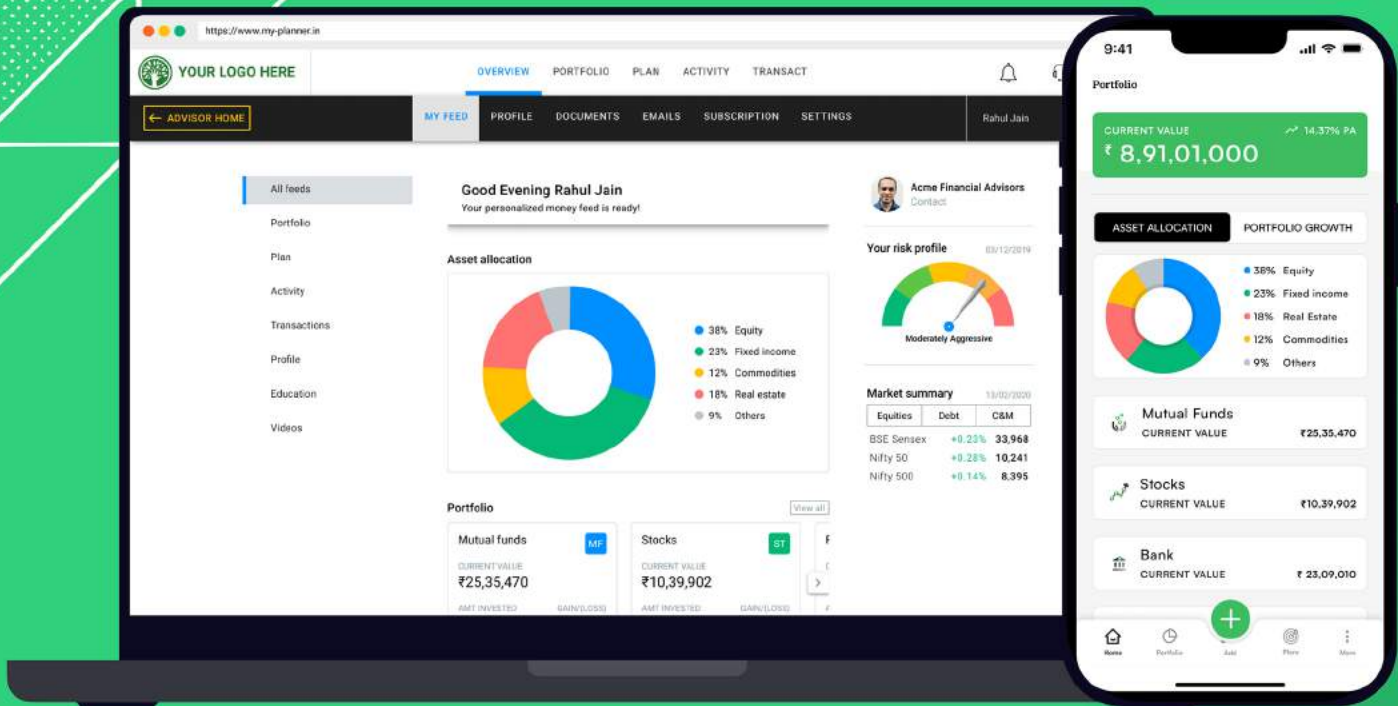 https://www.my-planner.in
YOUR LOGO HERE
OVERVIEW PORTFOLIO PLAN ACTIVITY TRANSACT
← ADVISOR HOME
MY FEED PROFILE DOCUMENTS EMAILS SUBSCRIPTION SETTINGS
Rahul Jain
All feeds
Portfolio
Plan
Activity
Transactions
Profile
Education
Videos
Good Evening Rahul Jain
Your personalized money feed is ready!
Asset allocation
38% Equity
23% Fixed income
12% Commodities
18% Real estate
9% Others
Portfolio View all
Mutual funds MF
CURRENT VALUE
₹25,35,470
AMT INVESTED GAIN/(LOSS)
Stocks ST
CURRENT VALUE
₹10,39,902
AMT INVESTED GAIN/(LOSS)
Acme Financial Advisors
Contact
Your risk profile 03/12/2019
Moderately Aggressive
Market summary 13/02/2020
Equities Debt C&M
BSE Sensex +0.23% 33,968
Nifty 50 +0.28% 10,241
Nifty 500 +0.14% 8,395
9:41
Portfolio
CURRENT VALUE 14.37% PA
₹ 8,91,01,000
ASSET ALLOCATION PORTFOLIO GROWTH
38% Equity
23% Fixed income
18% Real Estate
12% Commodities
9% Others
Mutual Funds
CURRENT VALUE ₹25,35,470
Stocks
CURRENT VALUE ₹10,39,902
Bank
CURRENT VALUE ₹ 23,09,010
Home Portfolio Add Plans More